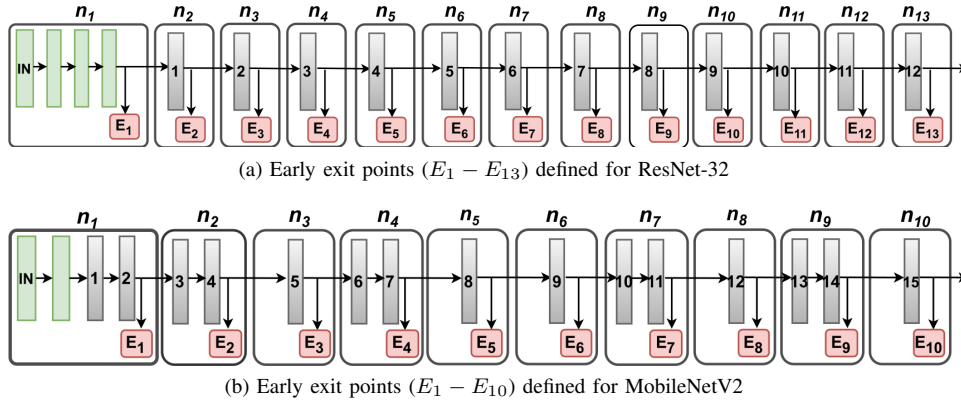 n1 n2 n3 n4 n5 n6 n7 n8 n9 n10 n11 n12 n13
IN 1 2 3 4 5 6 7 8 9 10 11 12
E1 E2 E3 E4 E5 E6 E7 E8 E9 E10 E11 E12 E13
(a) Early exit points (E1 − E13) defined for ResNet-32
n1 n2 n3 n4 n5 n6 n7 n8 n9 n10
IN 1 2 3 4 5 6 7 8 9 10 11 12 13 14 15
E1 E2 E3 E4 E5 E6 E7 E8 E9 E10
(b) Early exit points (E1 − E10) defined for MobileNetV2